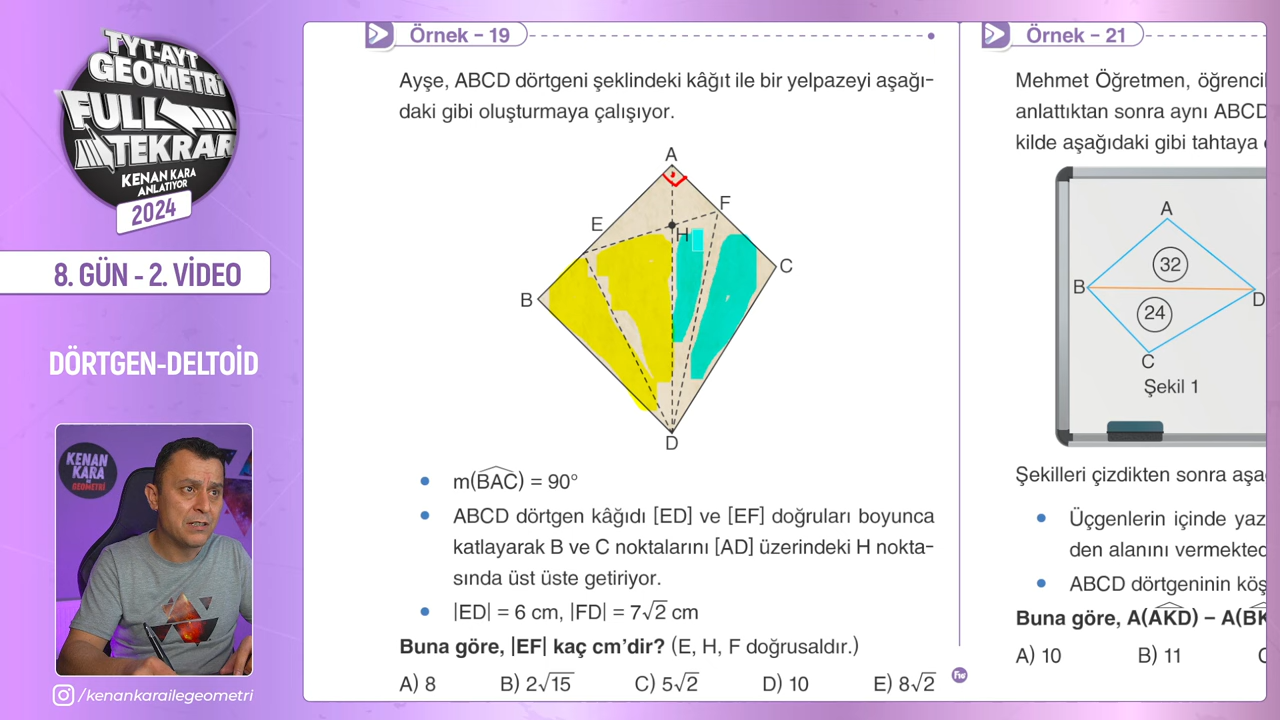 TYT-AYT
GEOMETRİ
FULL
TEKRAR
KENAN KARA
ANLATIYOR
2024
8. GÜN - 2. VİDEO
DÖRTGEN-DELTOİD
KENAN
KARA
GEOMETRİ
/kenankarailegeometri
Örnek – 19
Ayşe, ABCD dörtgeni şeklindeki kâğıt ile bir yelpazeyi aşağı-
daki gibi oluşturmaya çalışıyor.
A
F
E
H
C
B
D
• m(BAC) = 90°
• ABCD dörtgen kâğıdı [ED] ve [EF] doğruları boyunca
katlayarak B ve C noktalarını [AD] üzerindeki H nokta-
sında üst üste getiriyor.
• |ED| = 6 cm, |FD| = 7√2 cm
Buna göre, |EF| kaç cm’dir? (E, H, F doğrusaldır.)
A) 8 B) 2√15 C) 5√2 D) 10 E) 8√2
Örnek – 21
Mehmet Öğretmen, öğrenci
anlattıktan sonra aynı ABCD
kilde aşağıdaki gibi tahtaya
A
32
B
D
24
C
Şekil 1
Şekilleri çizdikten sonra aşa
• Üçgenlerin içinde yaz
den alanını vermekted
• ABCD dörtgeninin köş
Buna göre, A(AKD) – A(BK
A) 10 B) 11